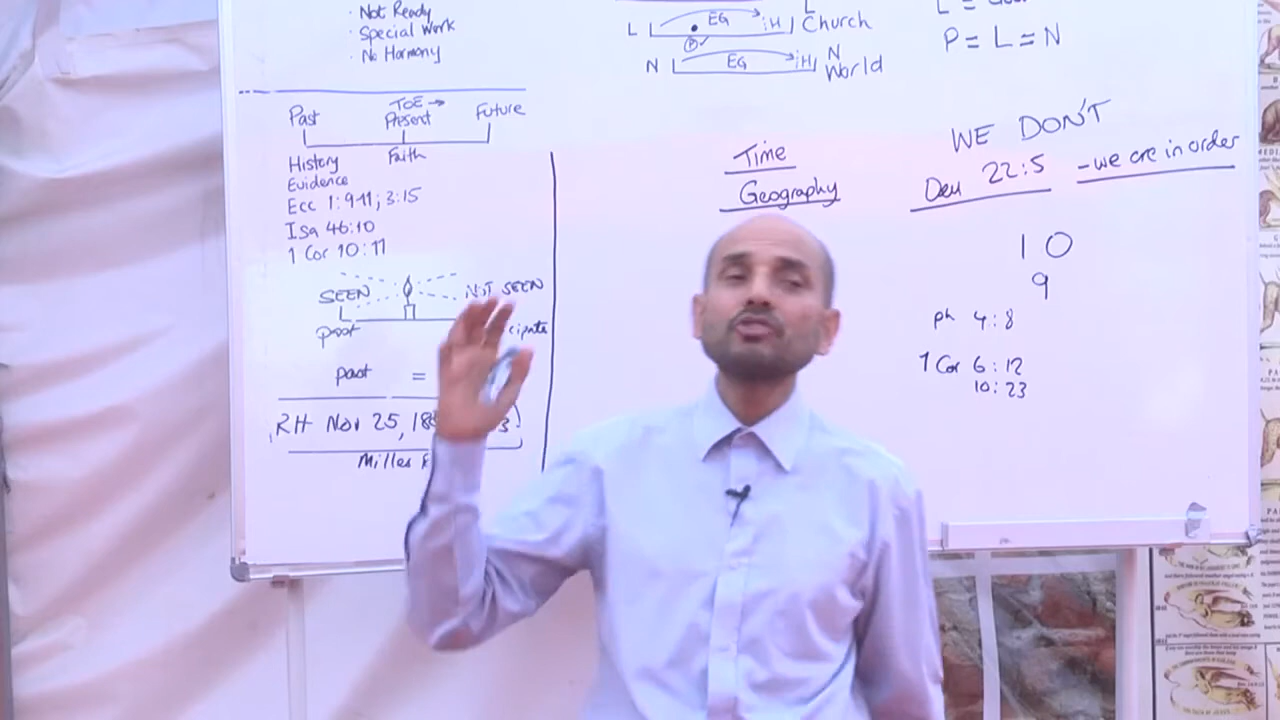 · Not Ready
· Special Work
· No Harmony
L EG iH L Church
N EG iH N World
P = L = N
Past TOE → Present Future
History Faith
Evidence
Ecc 1:9-11; 3:15
Isa 46:10
1 Cor 10:11
SEEN NOT SEEN
past
past =
RH Nov 25, 18
Miller
Time
Geography
WE DON'T
Deu 22:5 - we are in order
10
9
ph 4:8
1 Cor 6:12
10:23